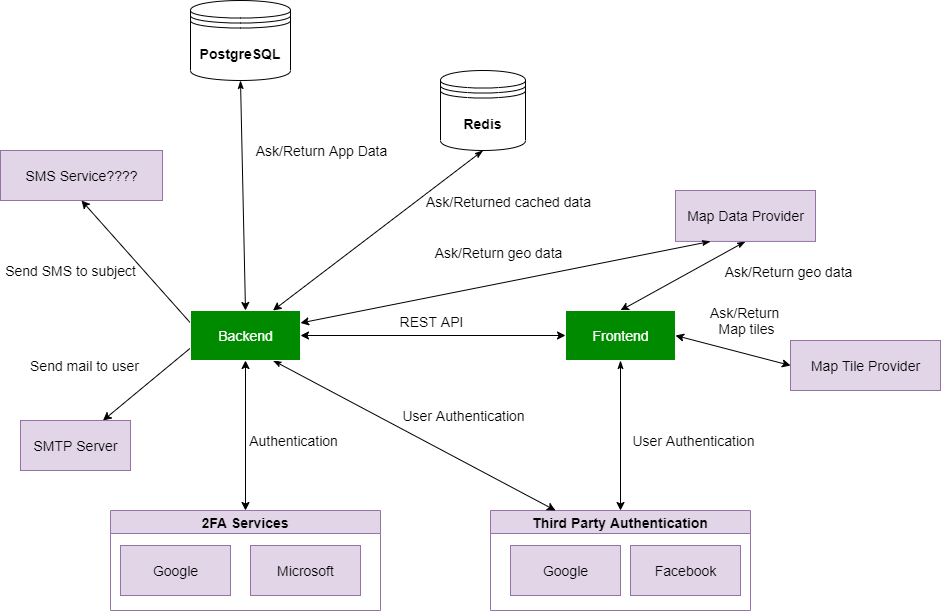 PostgreSQL
Redis
Ask/Return App Data
SMS Service????
Ask/Returned cached data
Map Data Provider
Ask/Return geo data
Send SMS to subject
Ask/Return geo data
Ask/Return
Map tiles
REST API
Backend
Frontend
Send mail to user
Map Tile Provider
User Authentication
SMTP Server
Authentication
User Authentication
2FA Services
Third Party Authentication
Google
Microsoft
Google
Facebook